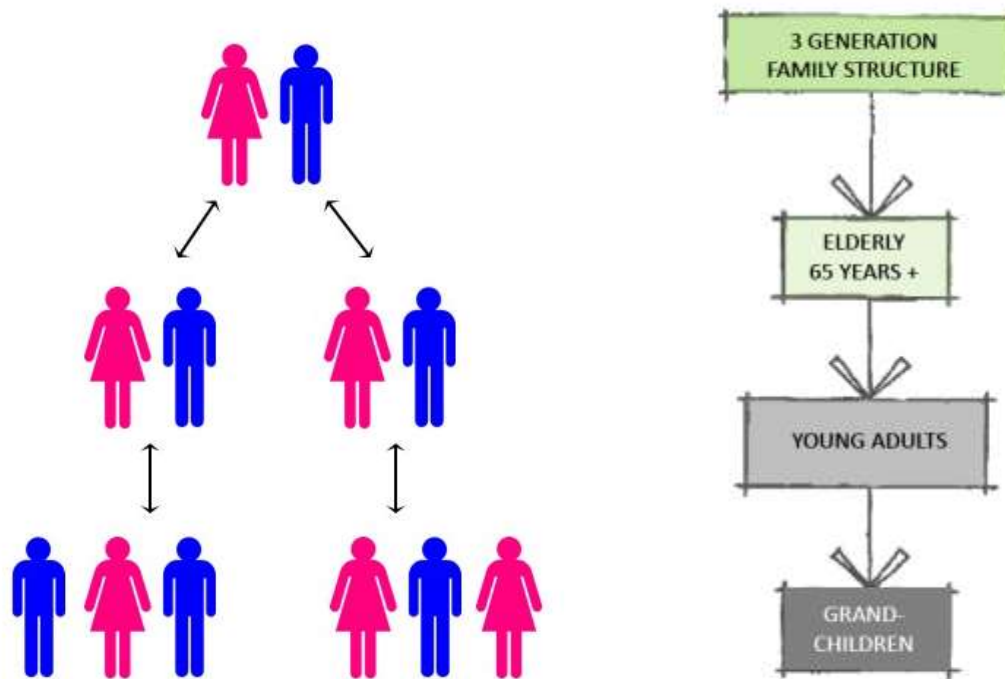 3 GENERATION
FAMILY STRUCTURE
ELDERLY
65 YEARS +
YOUNG ADULTS
GRAND-
CHILDREN